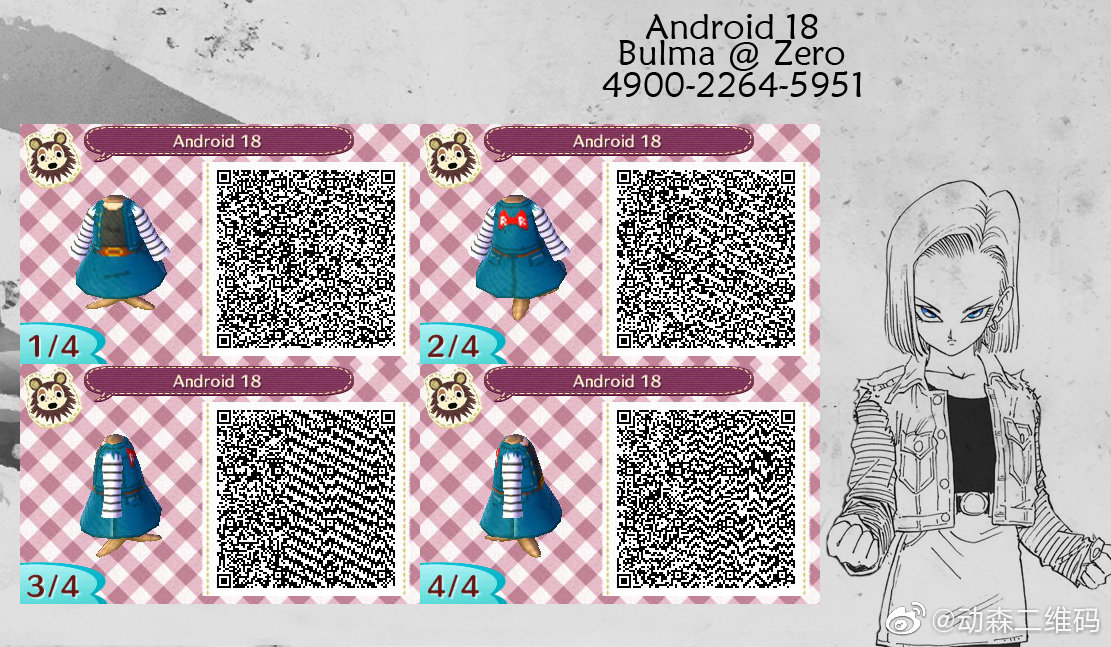 Android 18
Bulma @ Zero
4900-2264-5951
Android 18
1/4
Android 18
2/4
Android 18
3/4
Android 18
4/4
@动森二维码